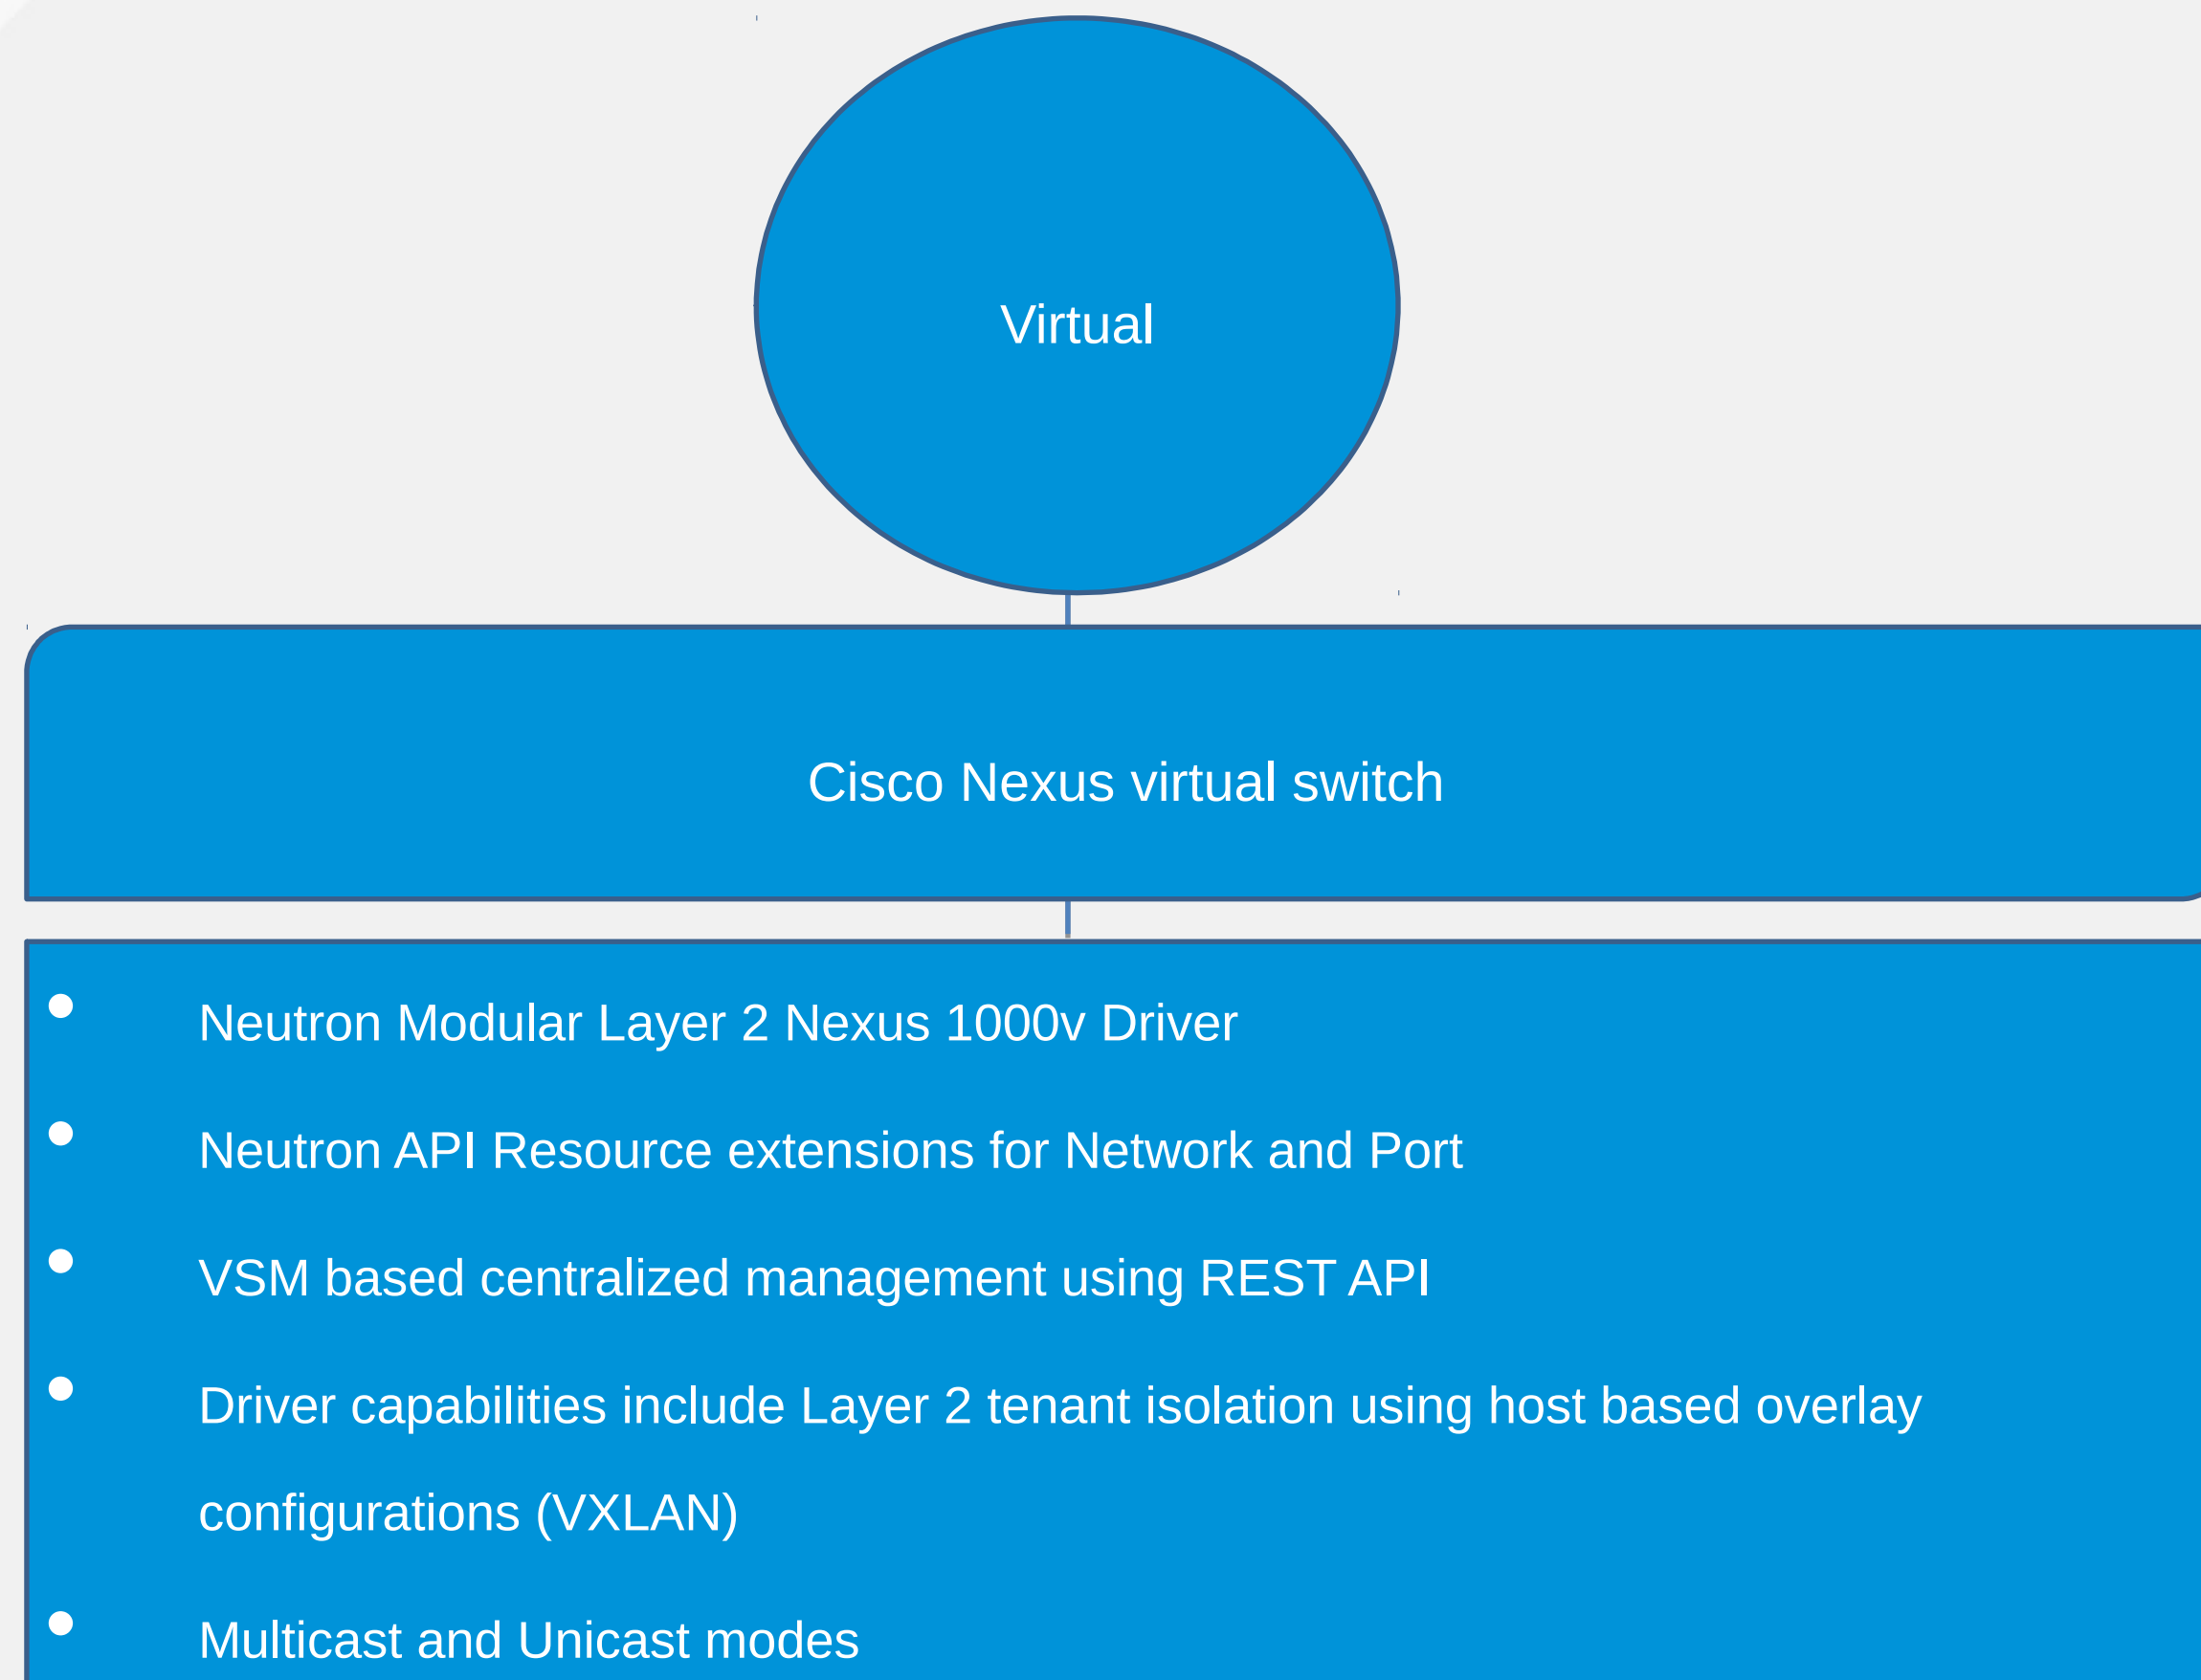 Virtual
Cisco Nexus virtual switch
Neutron Modular Layer 2 Nexus 1000v Driver
Neutron API Resource extensions for Network and Port
VSM based centralized management using REST API
Driver capabilities include Layer 2 tenant isolation using host based overlay
configurations (VXLAN)
Multicast and Unicast modes